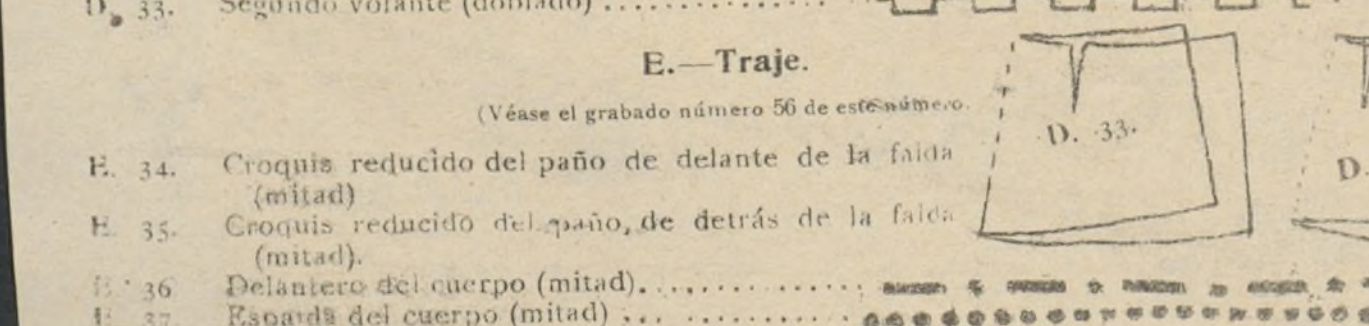 D. 33. Segundo volante (doblado) ................
E.—Traje.
(Véase el grabado número 56 de este número.
E. 34. Croquis reducido del paño de delante de la falda
(mitad)
E. 35. Croquis reducido del paño, de detrás de la falda
(mitad).
E. 36 Delantero del cuerpo (mitad)...............
E. 37. Espalda del cuerpo (mitad) ... ..........
D. 33.
D.